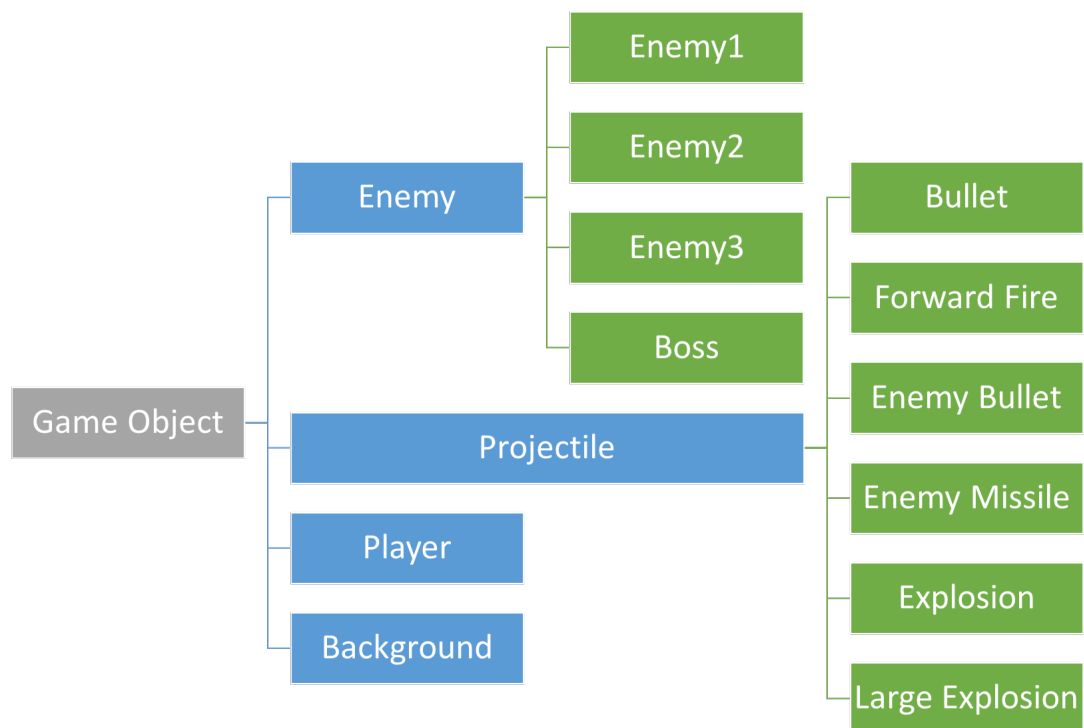 Game Object
Enemy
Enemy1
Enemy2
Enemy3
Boss
Projectile
Bullet
Forward Fire
Enemy Bullet
Enemy Missile
Explosion
Large Explosion
Player
Background